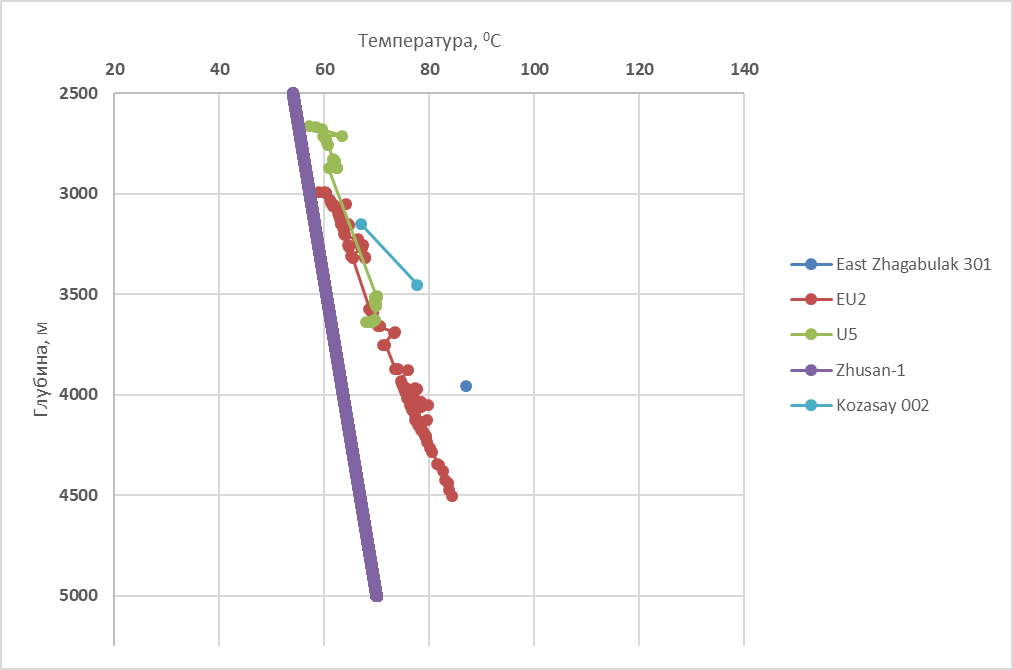 Температура, ⁰С
20 40 60 80 100 120 140
2500
3000
3500
4000
4500
5000
Глубина, м
East Zhagabulak 301
EU2
U5
Zhusan-1
Kozasay 002